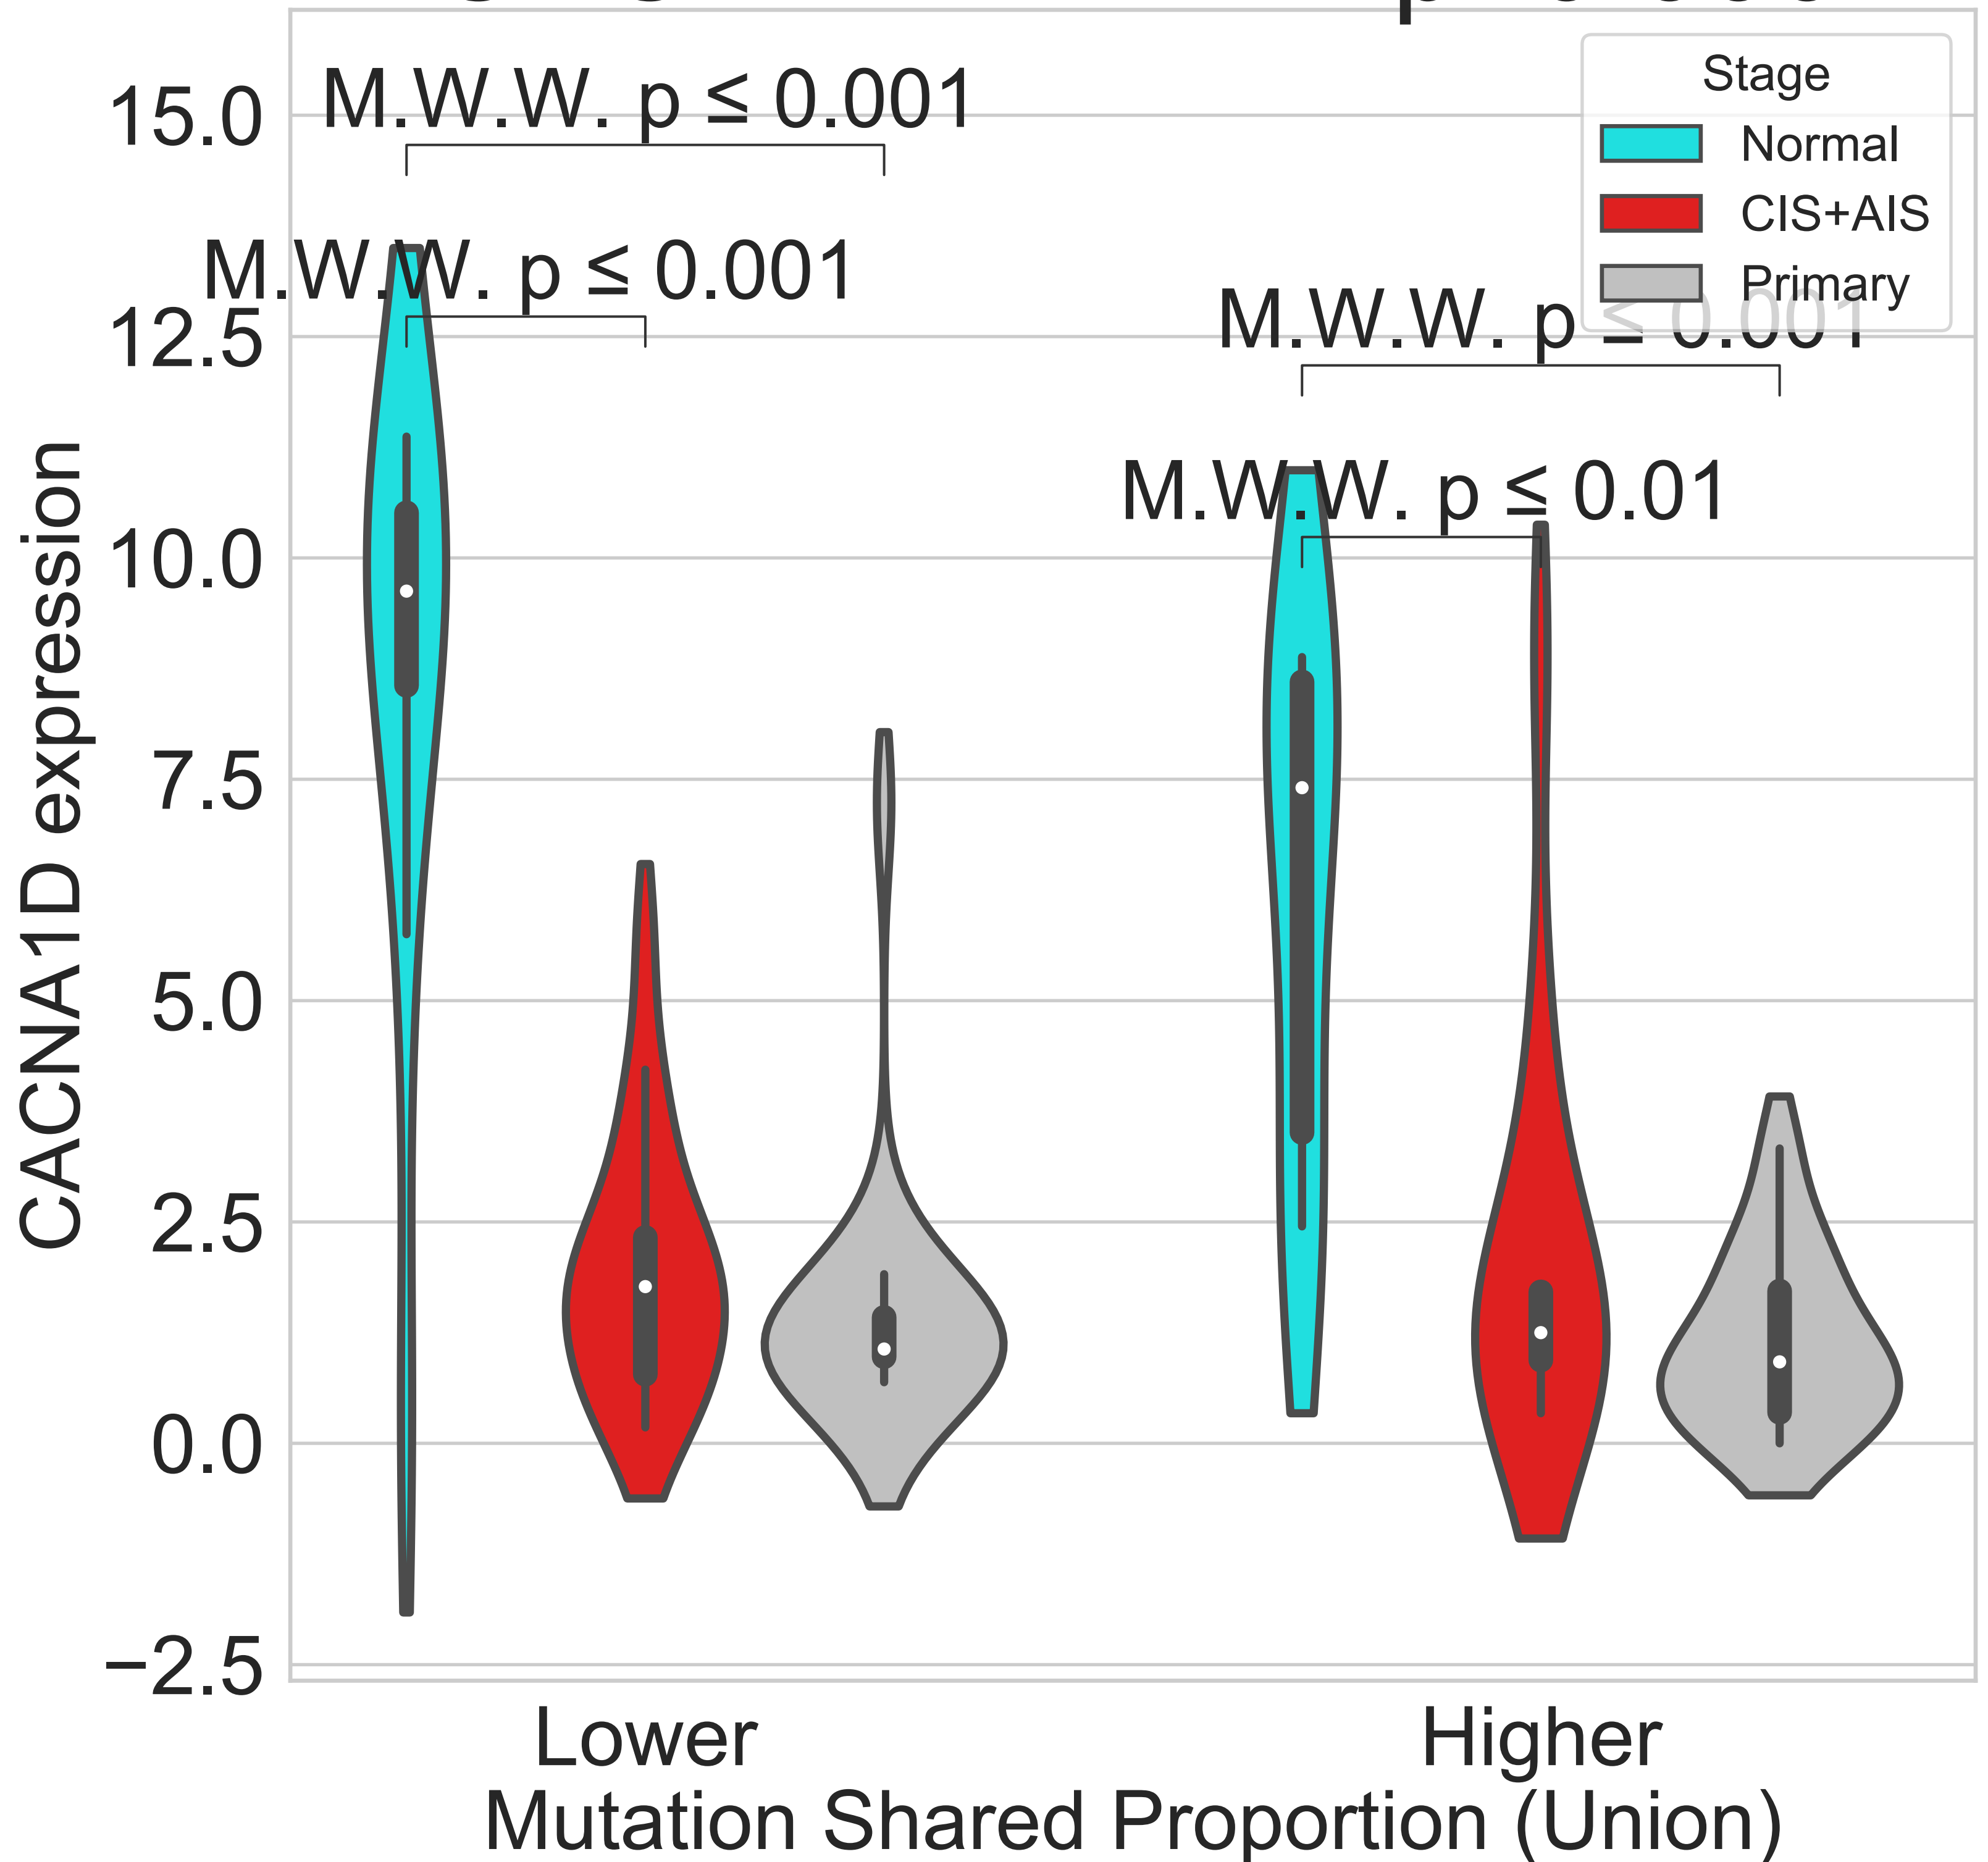 M.W.W. p ≤ 0.001
M.W.W. p ≤ 0.001
M.W.W. p ≤ 0.001
M.W.W. p ≤ 0.01
Stage
Normal
CIS+AIS
Primary
CACNA1D expression
15.0
12.5
10.0
7.5
5.0
2.5
0.0
−2.5
Lower
Higher
Mutation Shared Proportion (Union)